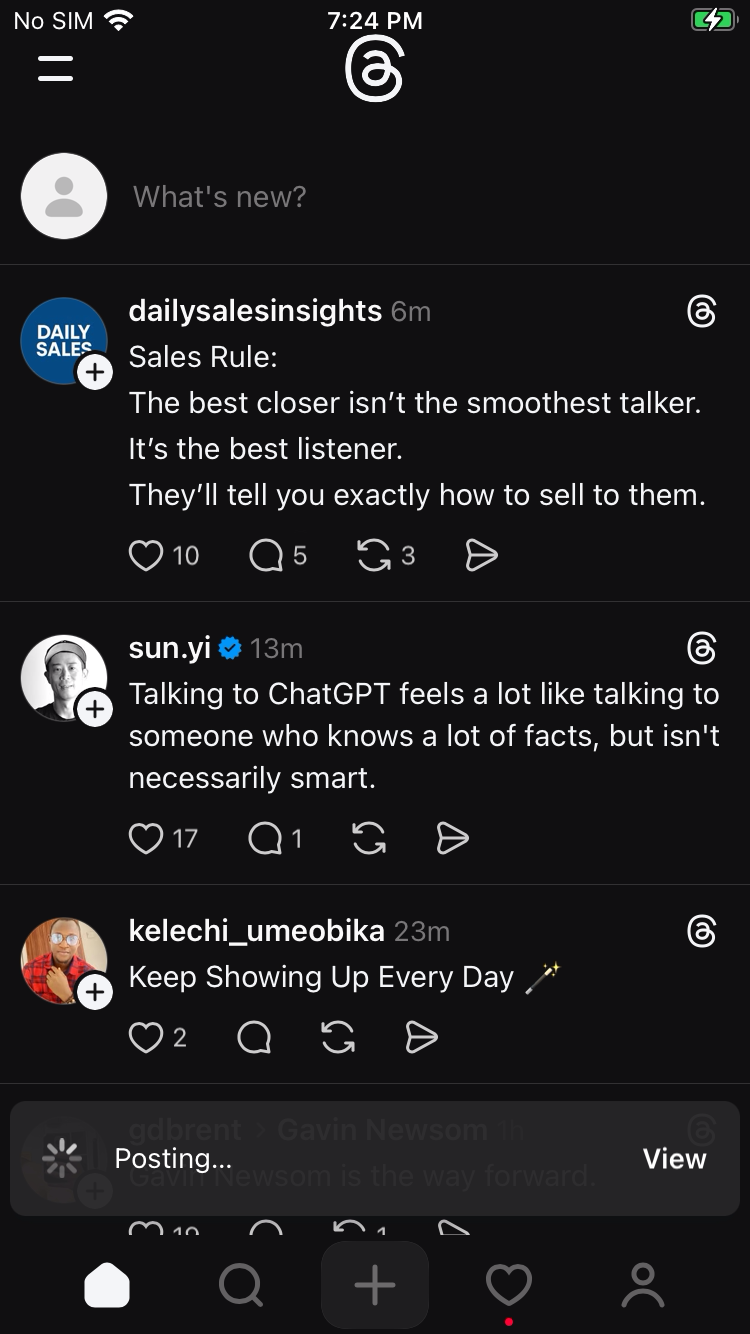 No SIM 7:24 PM
What's new?
dailysalesinsights 6m
DAILY
SALES
Sales Rule:
The best closer isn’t the smoothest talker.
It’s the best listener.
They’ll tell you exactly how to sell to them.
10 5 3
sun.yi 13m
Talking to ChatGPT feels a lot like talking to
someone who knows a lot of facts, but isn't
necessarily smart.
17 1
kelechi_umeobika 23m
Keep Showing Up Every Day
2
gdbrent > Gavin Newsom 1h
Posting... View
Gavin Newsom is the way forward.
19 1